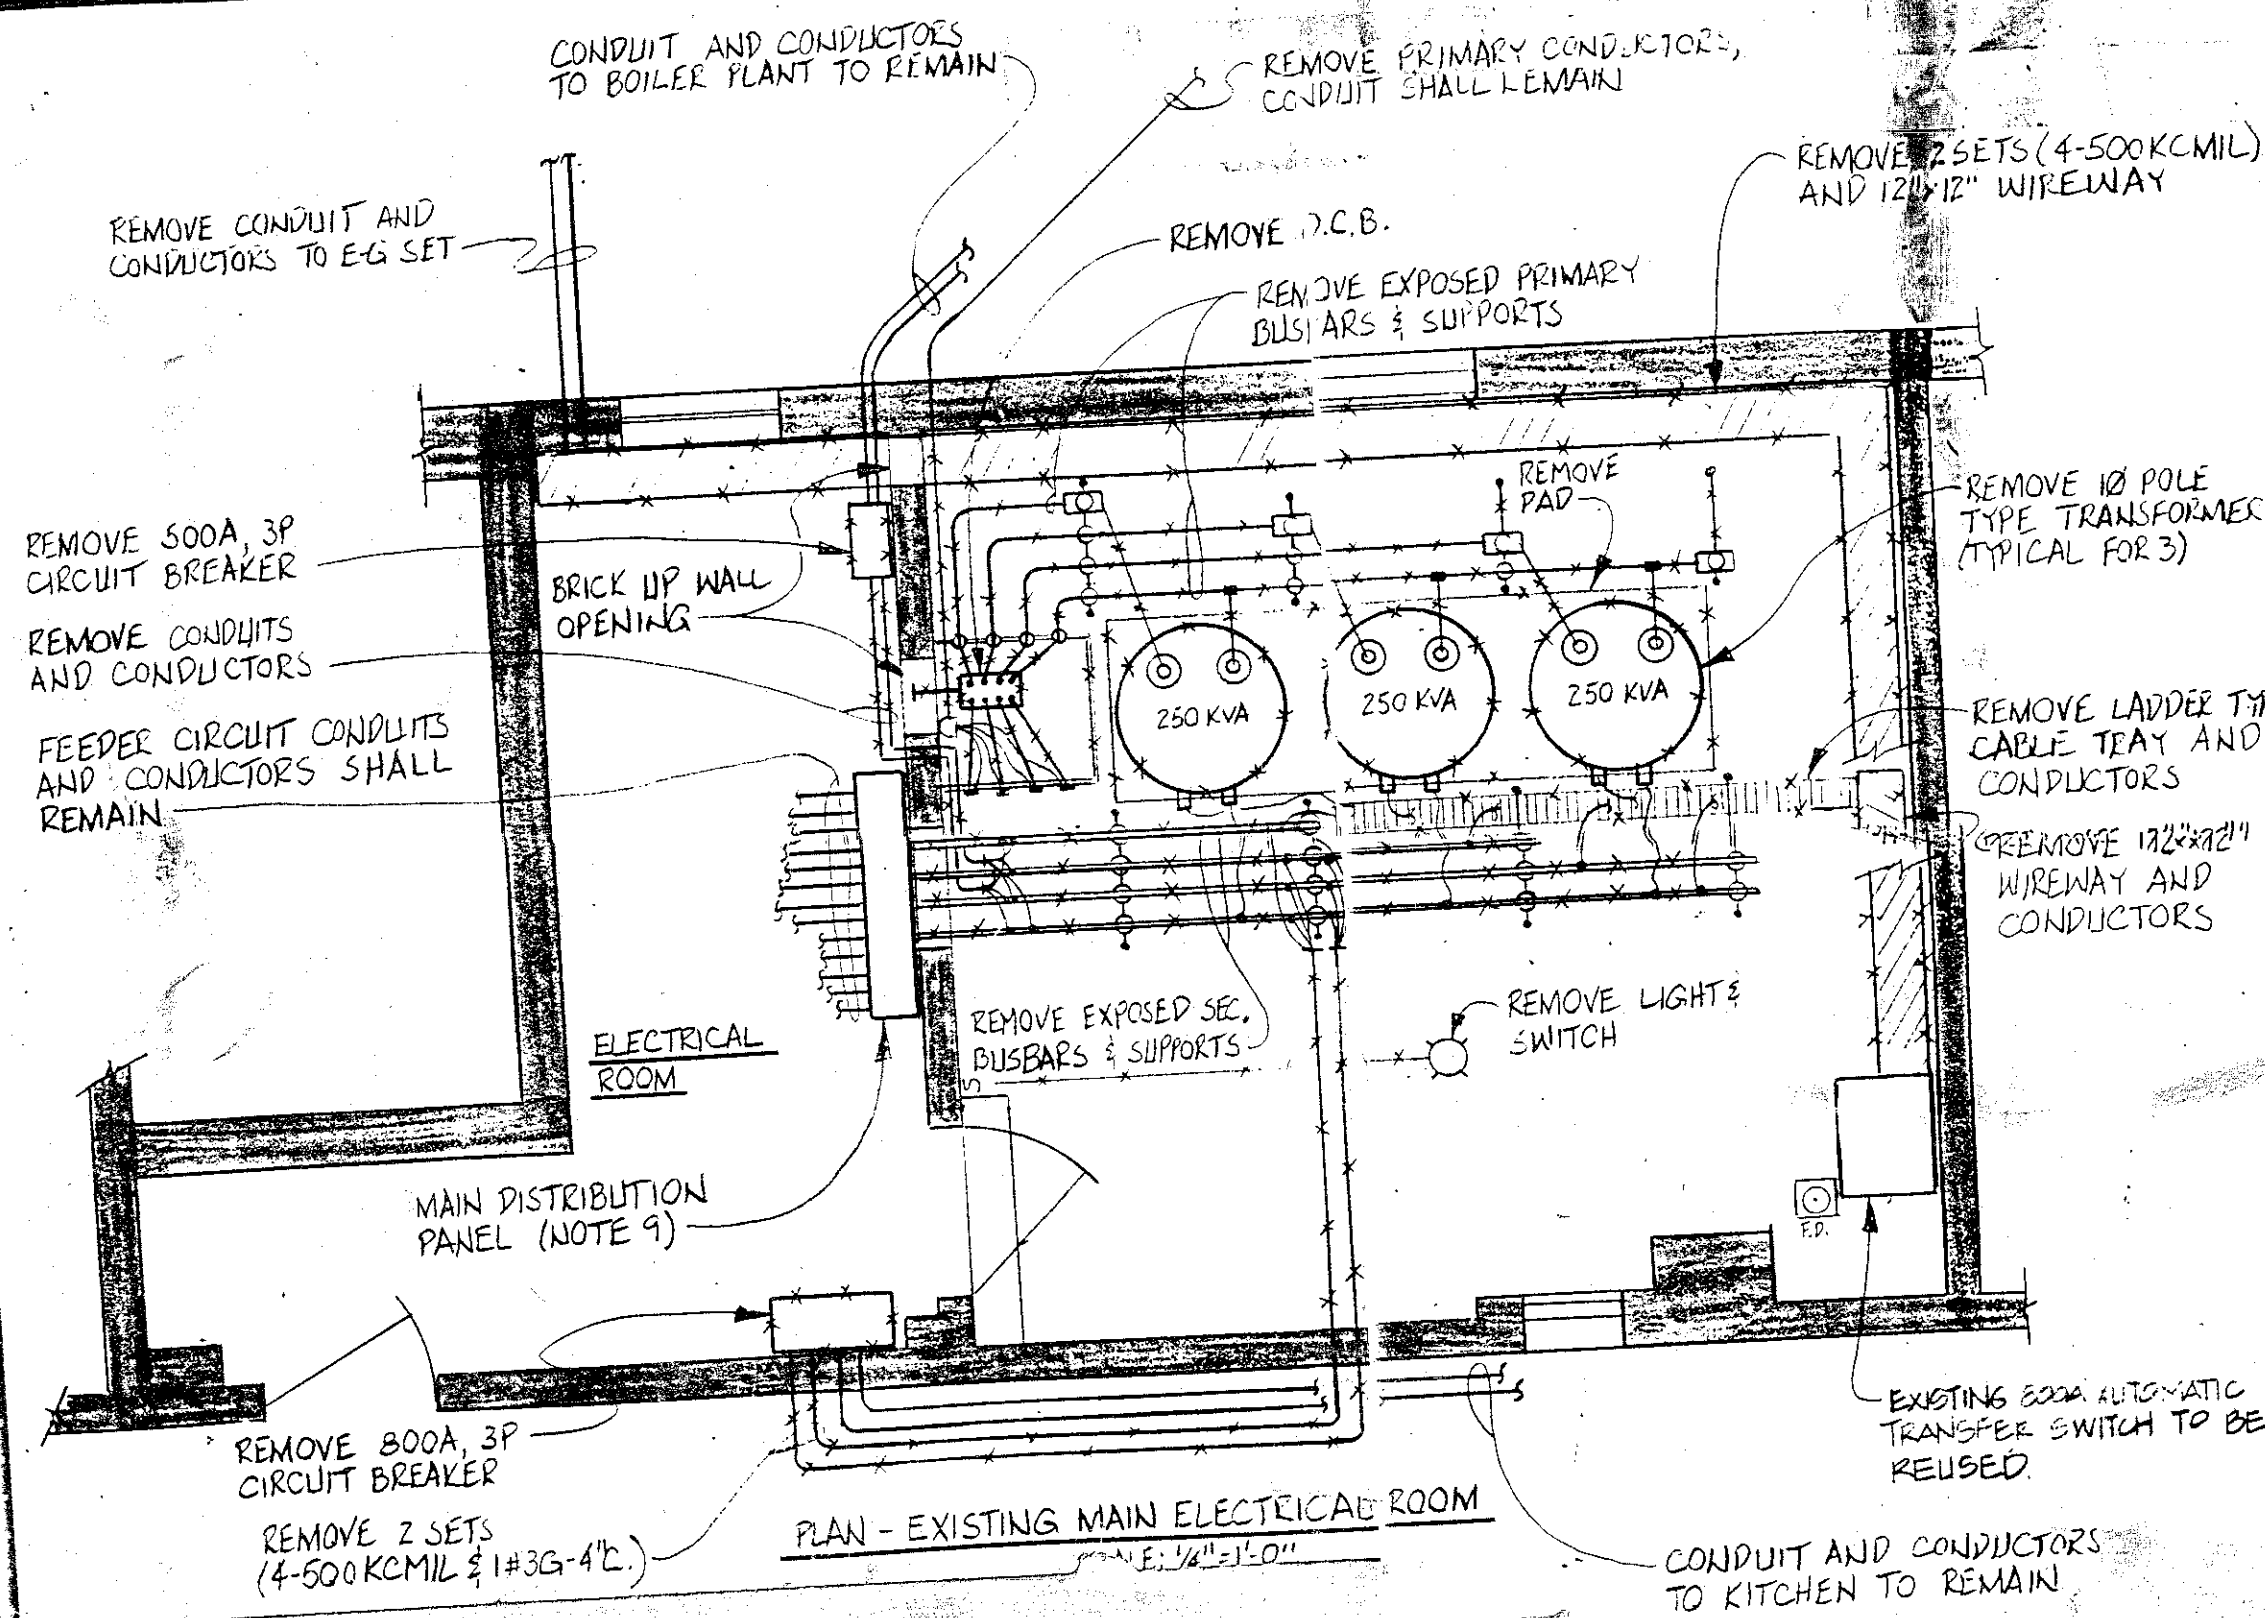 CONDUIT AND CONDUCTORS
TO BOILER PLANT TO REMAIN
REMOVE PRIMARY CONDUCTORS,
CONDUIT SHALL REMAIN
REMOVE 2 SETS (4-500KCMIL)
AND 12"x12" WIREWAY
REMOVE CONDUIT AND
CONDUCTORS TO E-G SET
REMOVE .C.B.
REMOVE EXPOSED PRIMARY
BUSBARS & SUPPORTS
REMOVE
PAD
REMOVE 1Ø POLE
TYPE TRANSFORMER
(TYPICAL FOR 3)
REMOVE 500A, 3P
CIRCUIT BREAKER
BRICK UP WALL
OPENING
REMOVE CONDUITS
AND CONDUCTORS
250 KVA
250 KVA
250 KVA
FEEDER CIRCUIT CONDUITS
AND CONDUCTORS SHALL
REMAIN
REMOVE LADDER TY
CABLE TRAY AND
CONDUCTORS
REMOVE
WIREWAY AND
CONDUCTORS
REMOVE EXPOSED SEC.
BUSBARS & SUPPORTS
REMOVE LIGHT &
SWITCH
S
ELECTRICAL
ROOM
MAIN DISTRIBUTION
PANEL (NOTE 9)
F.D.
EXISTING 800A AUTOMATIC
TRANSFER SWITCH TO BE
REUSED.
REMOVE 800A, 3P
CIRCUIT BREAKER
REMOVE 2 SETS
(4-500KCMIL & 1#3G-4"C.)
PLAN - EXISTING MAIN ELECTRICAL ROOM
1/4"=1'-0"
CONDUIT AND CONDUCTORS
TO KITCHEN TO REMAIN